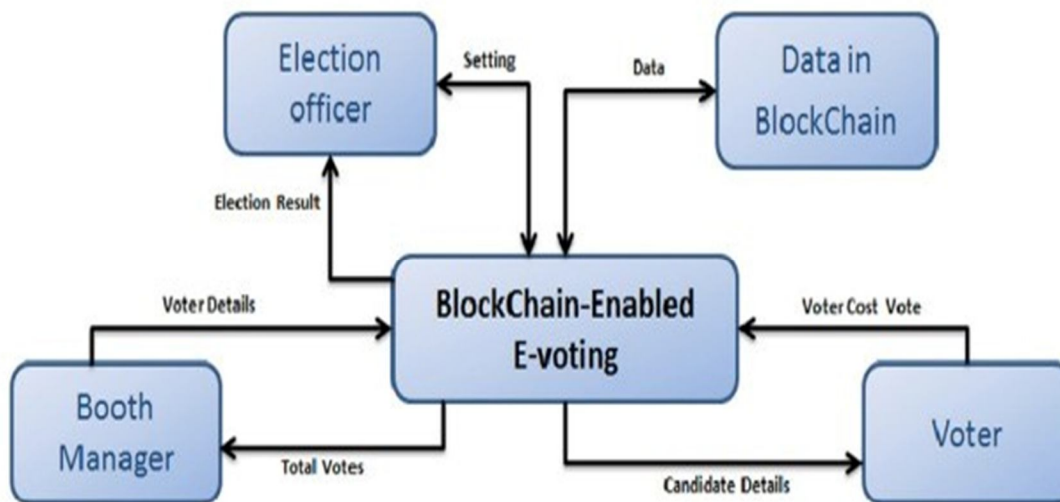 Election
officer
Setting
Data
Data in
BlockChain
Election Result
BlockChain-Enabled
E-voting
Voter Details
Voter Cost Vote
Booth
Manager
Total Votes
Candidate Details
Voter